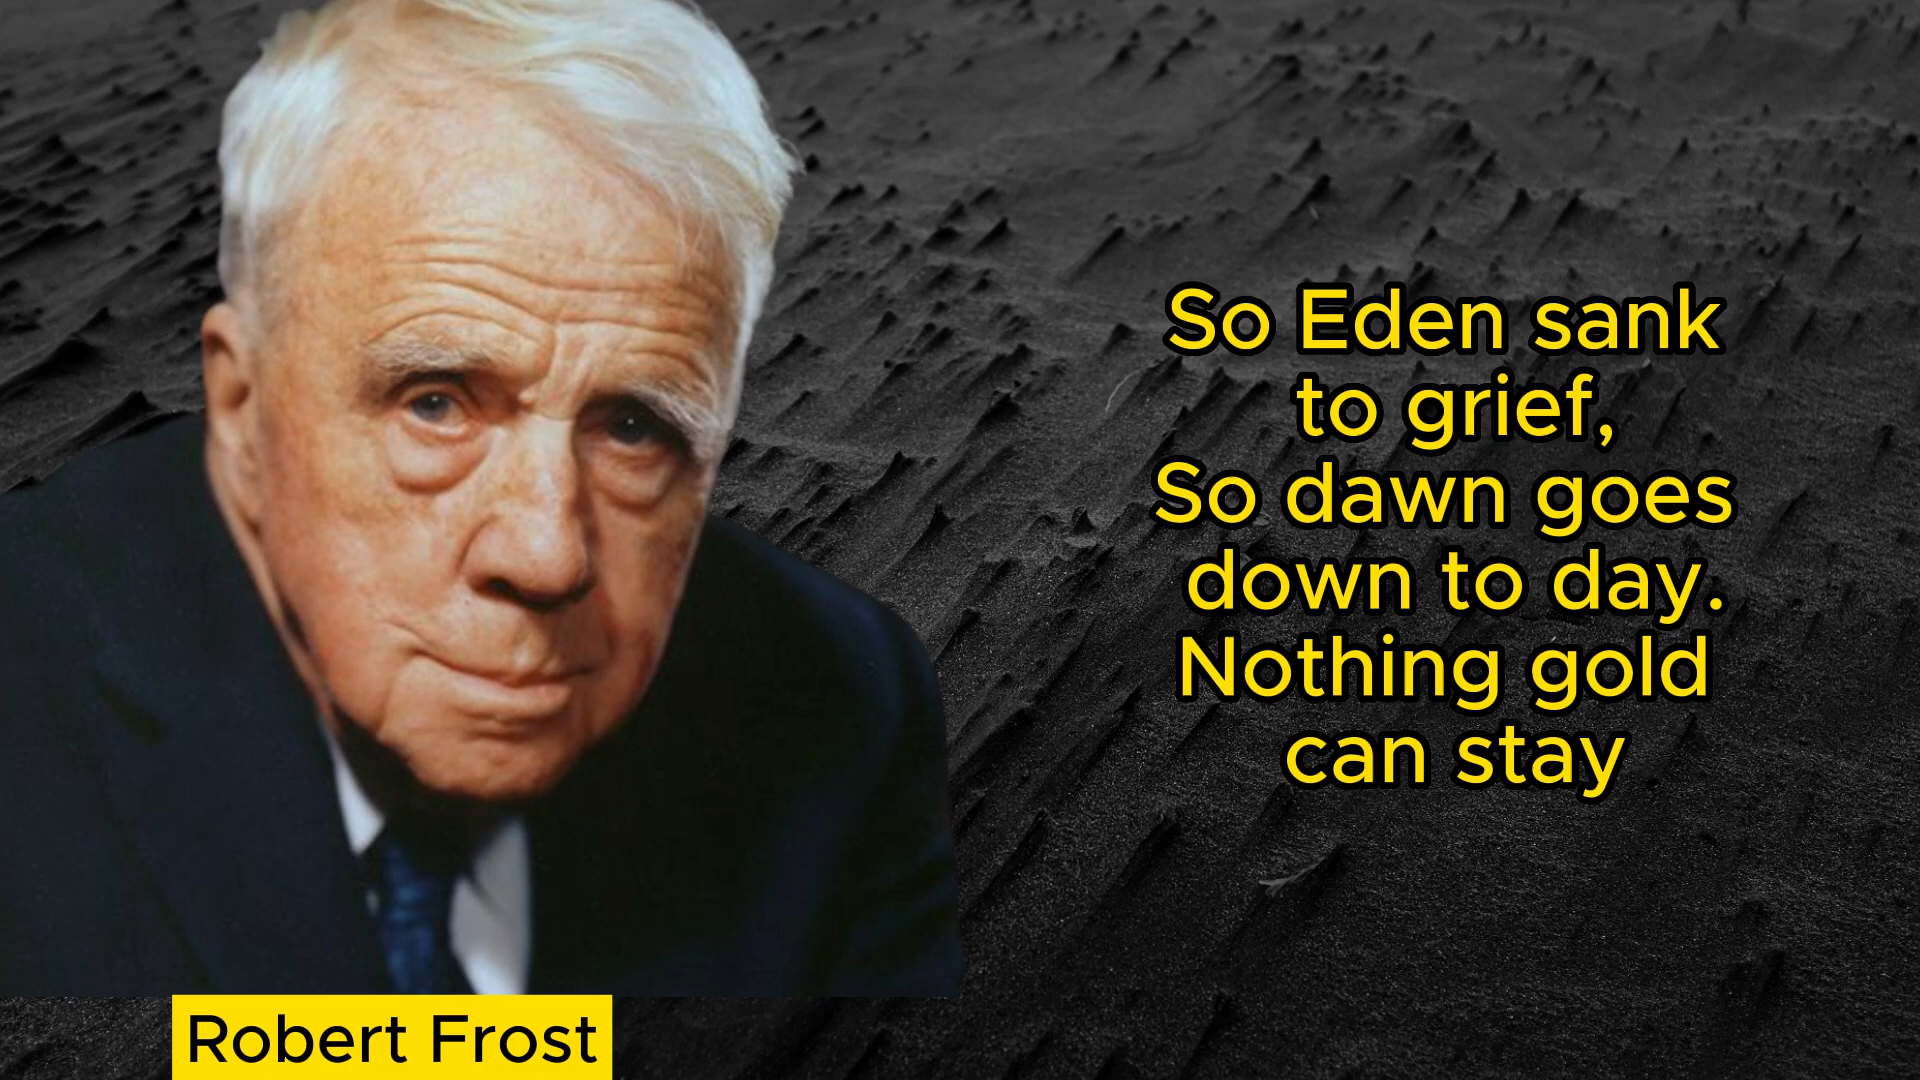 So Eden sank
to grief,
So dawn goes
down to day.
Nothing gold
can stay
Robert Frost